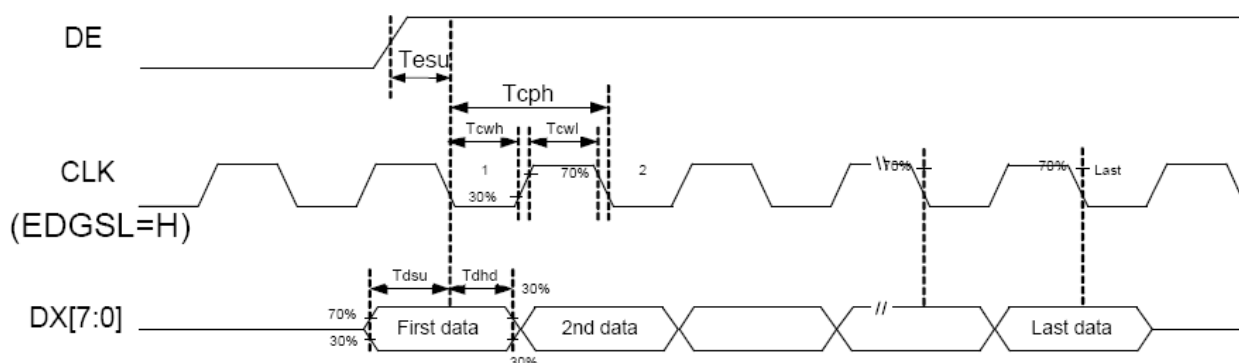 DE
Tesu
Tcph
Tcwh
Tcwl
CLK
1
70%
2
\\
70%
70%
Last
30%
(EDGSL=H)
Tdsu
Tdhd
30%
DX[7:0]
70%
30%
First data
2nd data
//
Last data
30%